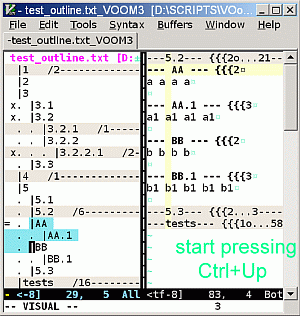 - test_outline.txt_VOOM3 [D:\SCRIPTS\VOo
File Edit Tools Syntax Buffers Window Help
-test_outline.txt_VOOM3
test_outline.txt [D:
|1 /2
|2
|3
x. |3.1
x. |3.2
. . |3.2.1 /1
. . |3.2.2
x. . . |3.2.2.1 /2
. |3.3
|4 /1
|5
. |5.1
. |5.2 /6
= . |AA
. . |AA.1
. |BB
. . |BB.1
. |5.3
|tests /16
- <-8] 29, 5 All
-- VISUAL --
---5.2-- {{{2o...21---
--- AA --- {{{2¤
a a a a¤
--- AA.1 --- {{{3
a1 a1 a1 a1¤
--- BB --- {{{2¤
b b b b¤
--- BB.1 --- {{{3
b1 b1 b1 b1 b1¤
---5.3-- {{{2...3---
---tests--- {{{1o...58
start pressing
Ctrl+Up
<tf-8] 83, 4 Bot
3